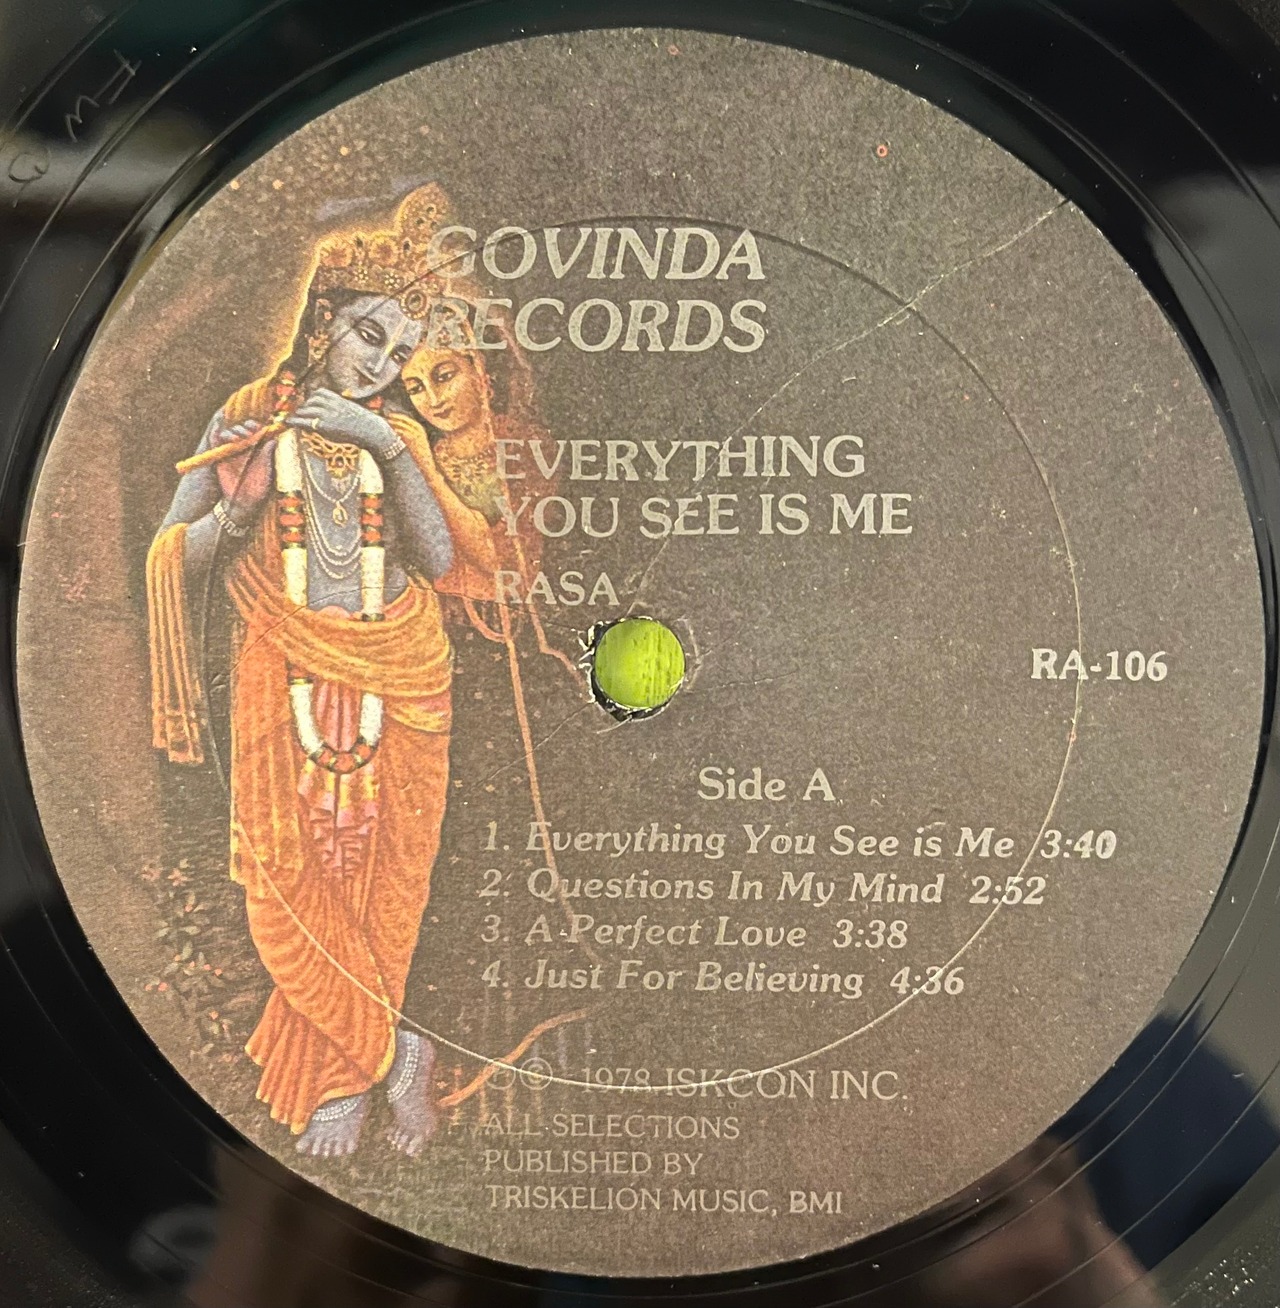 GOVINDA
RECORDS
EVERYTHING
YOU SEE IS ME
RASA
RA-106
Side A
1. Everything You See is Me 3:40
2. Questions In My Mind 2:52
3. A Perfect Love 3:38
4. Just For Believing 4:36
℗ © 1978 ISKCON INC.
ALL SELECTIONS
PUBLISHED BY
TRISKELION MUSIC, BMI